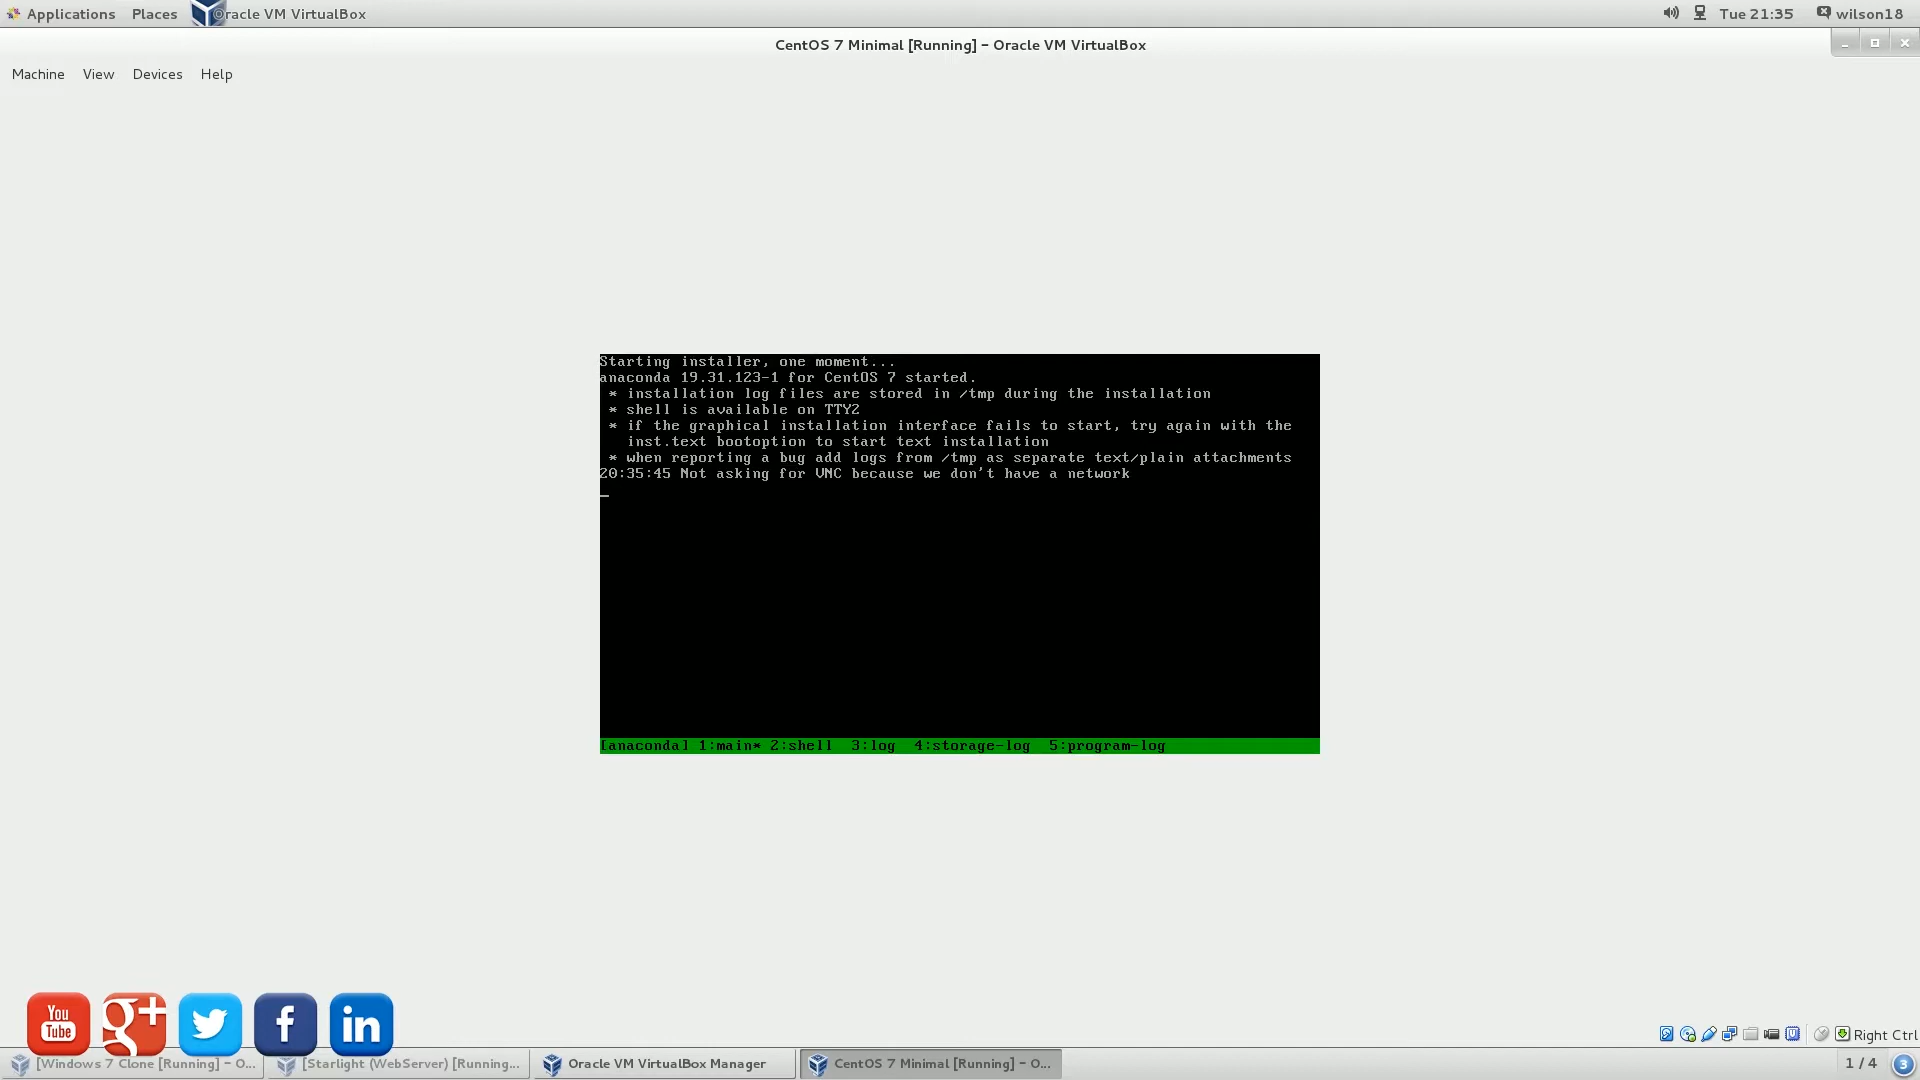 Applications Places Oracle VM VirtualBox Tue 21:35 wilson18
CentOS 7 Minimal [Running] - Oracle VM VirtualBox
Machine View Devices Help
Starting installer, one moment...
anaconda 19.31.123-1 for CentOS 7 started.
* installation log files are stored in /tmp during the installation
* shell is available on TTY2
* if the graphical installation interface fails to start, try again with the
inst.text bootoption to start text installation
* when reporting a bug add logs from /tmp as separate text/plain attachments
20:35:45 Not asking for VNC because we don't have a network
[anaconda] 1:main* 2:shell 3:log 4:storage-log 5:program-log
You
Tube
g+
f
in
Right Ctrl
[Windows 7 Clone [Running] - O... [Starlight (WebServer) [Running... Oracle VM VirtualBox Manager CentOS 7 Minimal [Running] - O... 1 / 4 3